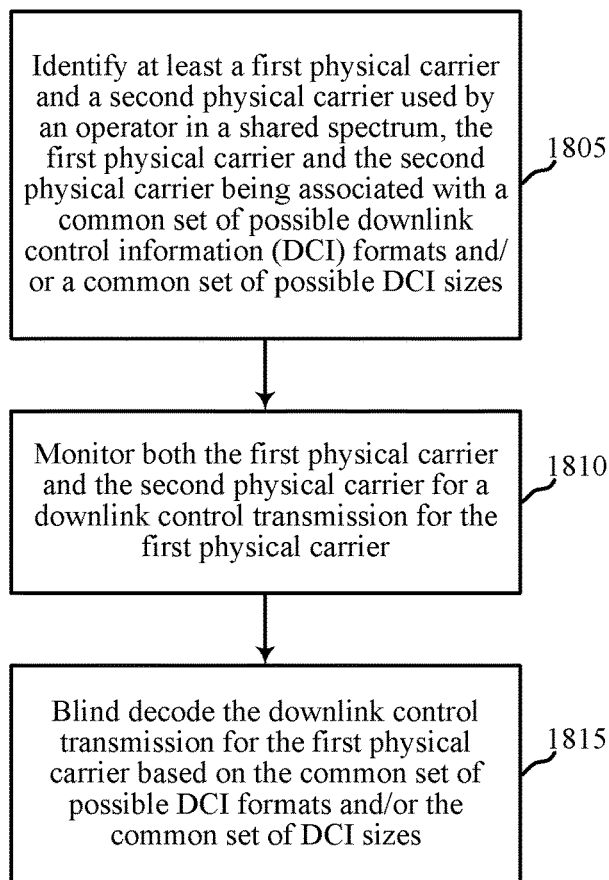 Identify at least a first physical carrier
and a second physical carrier used by
an operator in a shared spectrum, the
first physical carrier and the second
physical carrier being associated with a
common set of possible downlink
control information (DCI) formats and/
or a common set of possible DCI sizes
1805
Monitor both the first physical carrier
and the second physical carrier for a
downlink control transmission for the
first physical carrier
1810
Blind decode the downlink control
transmission for the first physical
carrier based on the common set of
possible DCI formats and/or the
common set of DCI sizes
1815